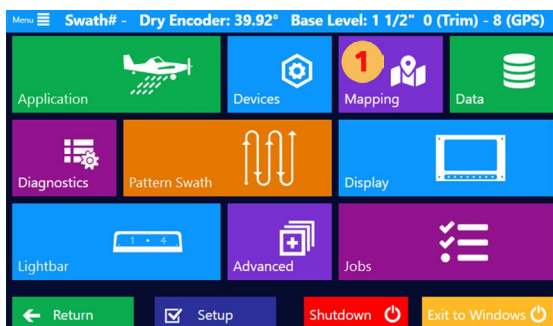 Menu Swath# - Dry Encoder: 39.92° Base Level: 1 1/2" 0 (Trim) - 8 (GPS)
1
Application Devices Mapping Data
Diagnostics Pattern Swath Display
1 • 4
Lightbar Advanced Jobs
Return Setup Shutdown Exit to Windows